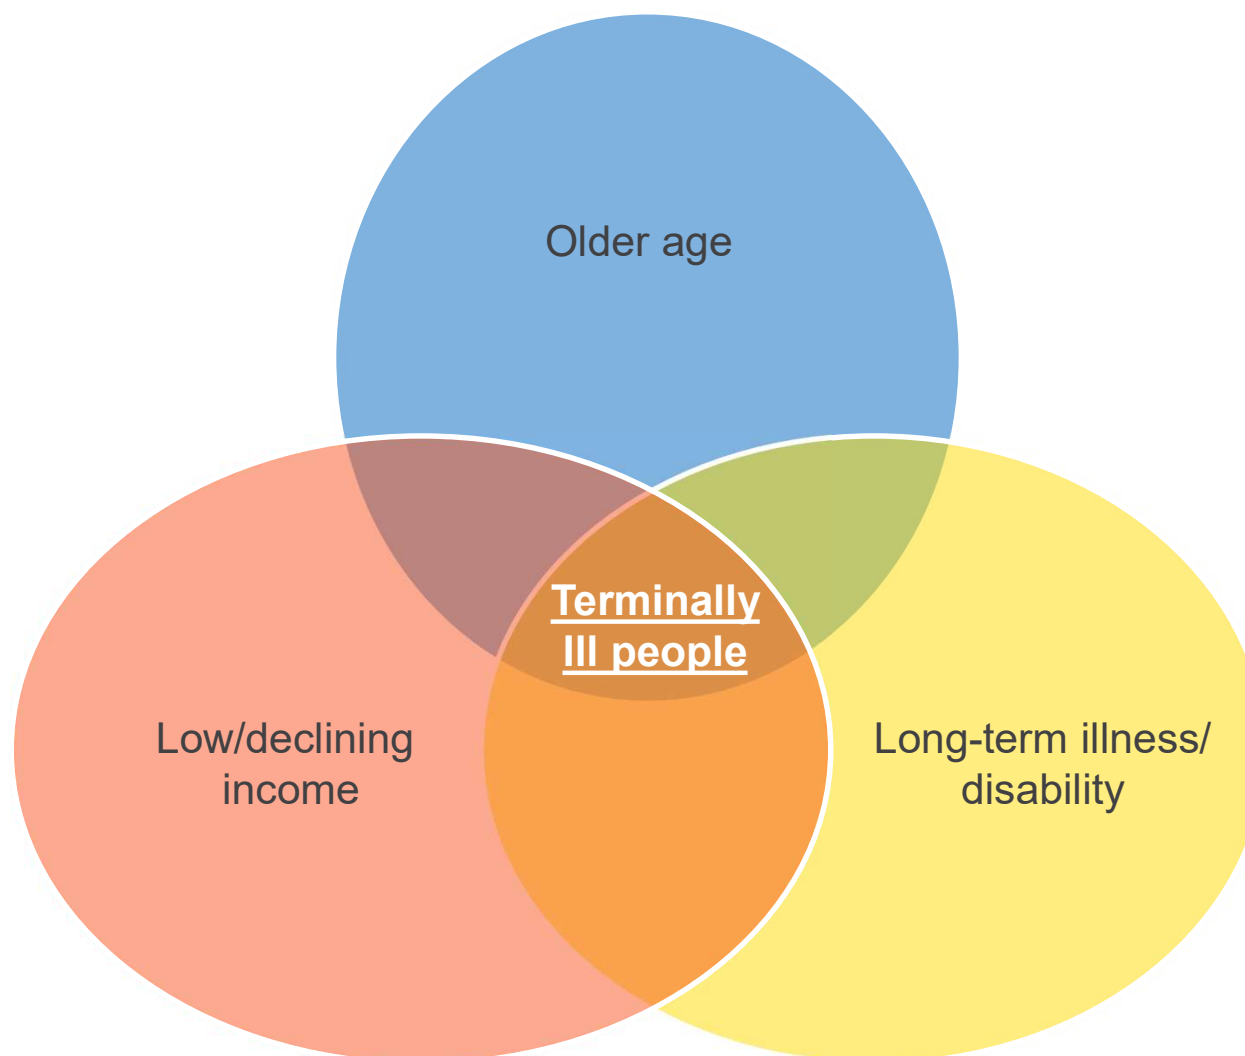 Older age
Terminally
Ill people
Low/declining
income
Long-term illness/
disability